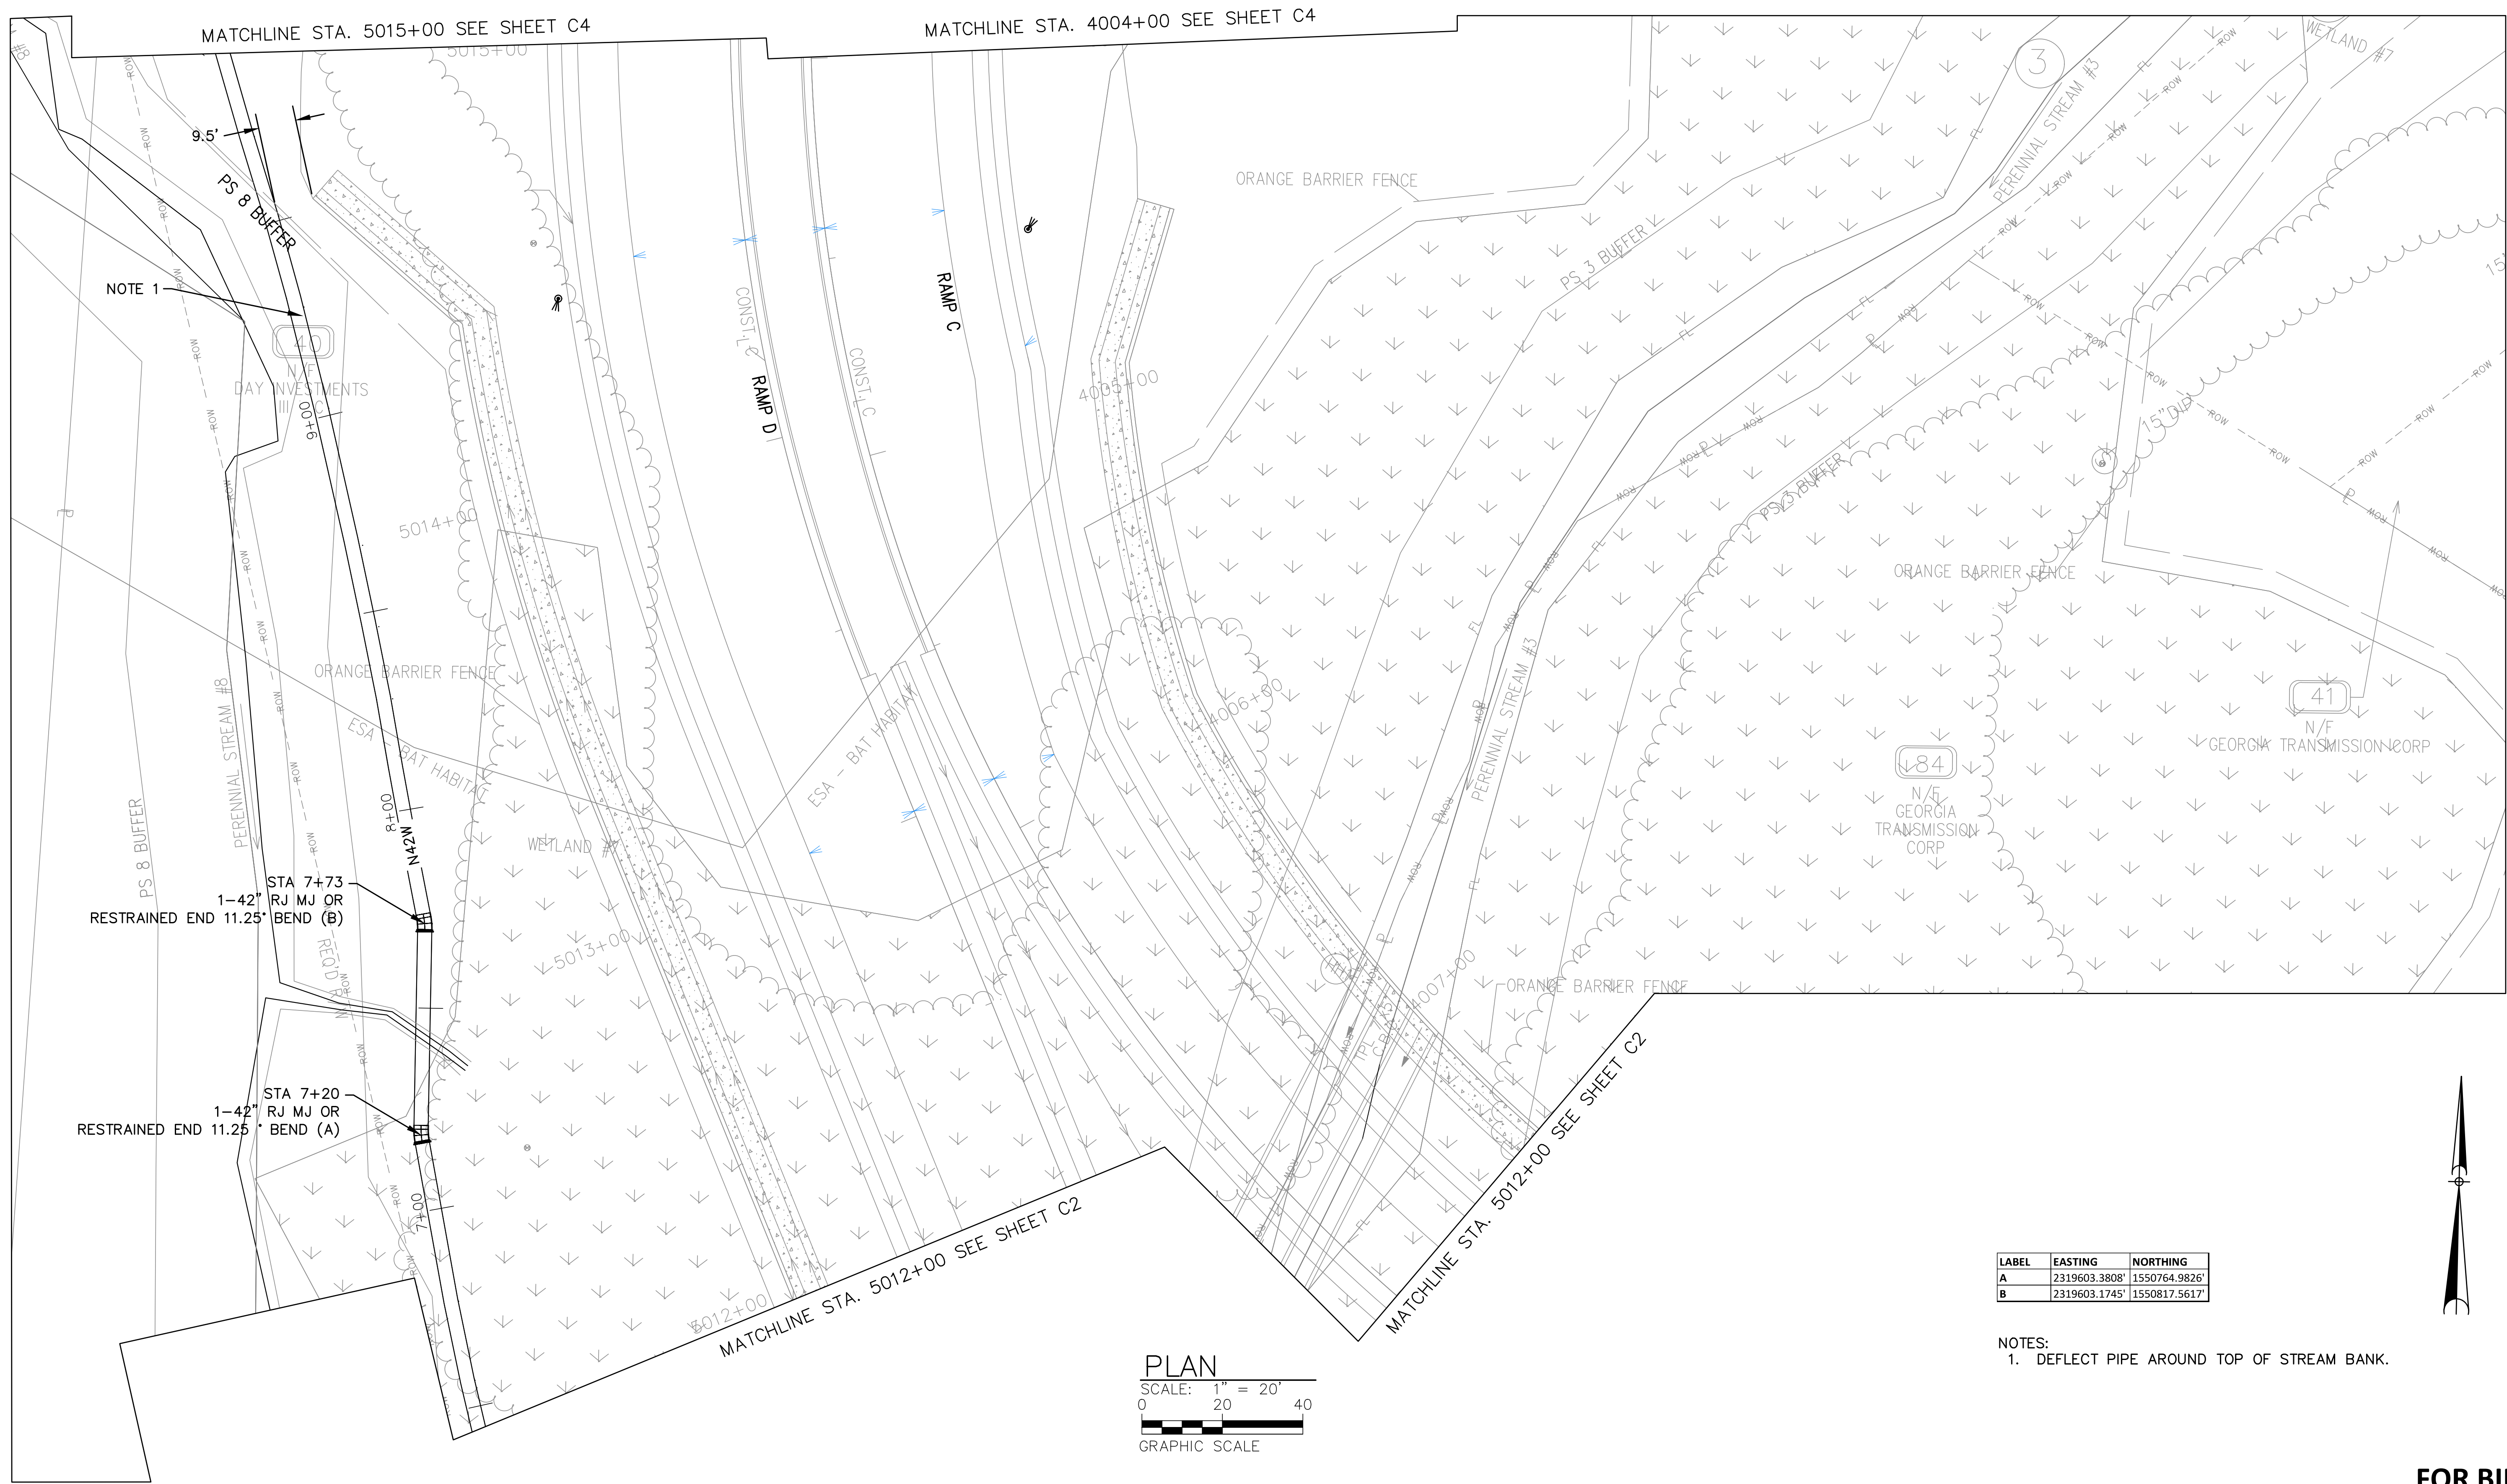 MATCHLINE STA. 5015+00 SEE SHEET C4
MATCHLINE STA. 4004+00 SEE SHEET C4
5015+00
WETLAND #7
3
PERENNIAL STREAM #3
9.5'
PS 8 BUFFER
ORANGE BARRIER FENCE
PS 3 BUFFER
NOTE 1
RAMP C
CONST. C
RAMP D
CONST. C
40
N/F
DAY INVESTMENTS
III
9+00
4005+00
15" DIP
PS 3 BUFFER
5014+00
ORANGE BARRIER FENCE
ORANGE BARRIER FENCE
ESA - BAT HABITAT
ESA - BAT HABITAT
PERENNIAL STREAM #8
PS 8 BUFFER
4006+00
PERENNIAL STREAM #3
41
N/F
GEORGIA TRANSMISSION CORP
84
N/F
GEORGIA
TRANSMISSION
CORP
8+00
N42W
WETLAND #7
STA 7+73
1-42" RJ MJ OR
RESTRAINED END 11.25° BEND (B)
REQ'D R
5013+00
4007+00
ORANGE BARRIER FENCE
STA 7+20
1-42" RJ MJ OR
RESTRAINED END 11.25 ° BEND (A)
7+00
5012+00
MATCHLINE STA. 5012+00 SEE SHEET C2
MATCHLINE STA. 5012+00 SEE SHEET C2
LABEL EASTING NORTHING
A 2319603.3808' 1550764.9826'
B 2319603.1745' 1550817.5617'
NOTES:
1. DEFLECT PIPE AROUND TOP OF STREAM BANK.
PLAN
SCALE: 1" = 20'
0 20 40
GRAPHIC SCALE
FOR BI